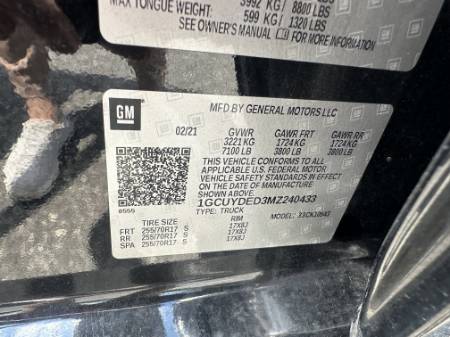 3992 KG/ 8800 LBS
MAX TONGUE WEIGHT:
599 KG/ 1320 LBS
SEE OWNER'S MANUAL FOR MORE INFORMATION
GM
MFD BY GENERAL MOTORS LLC
02/21 GVWR GAWR FRT GAWR RR
3221 KG 1724 KG 1724 KG
7100 LB 3800 LB 3800 LB
THIS VEHICLE CONFORMS TO ALL
APPLICABLE U.S. FEDERAL MOTOR
VEHICLE SAFETY STANDARDS IN EFFECT
ON THE DATE OF MANUFACTURE
SHOWN ABOVE.
1GCUYDED3MZ240433
TYPE: TRUCK
TIRE SIZE RIM
FRT 255/70R17 S 17X8J
RR 255/70R17 S 17X8J
SPA 255/70R17 S 17X8J